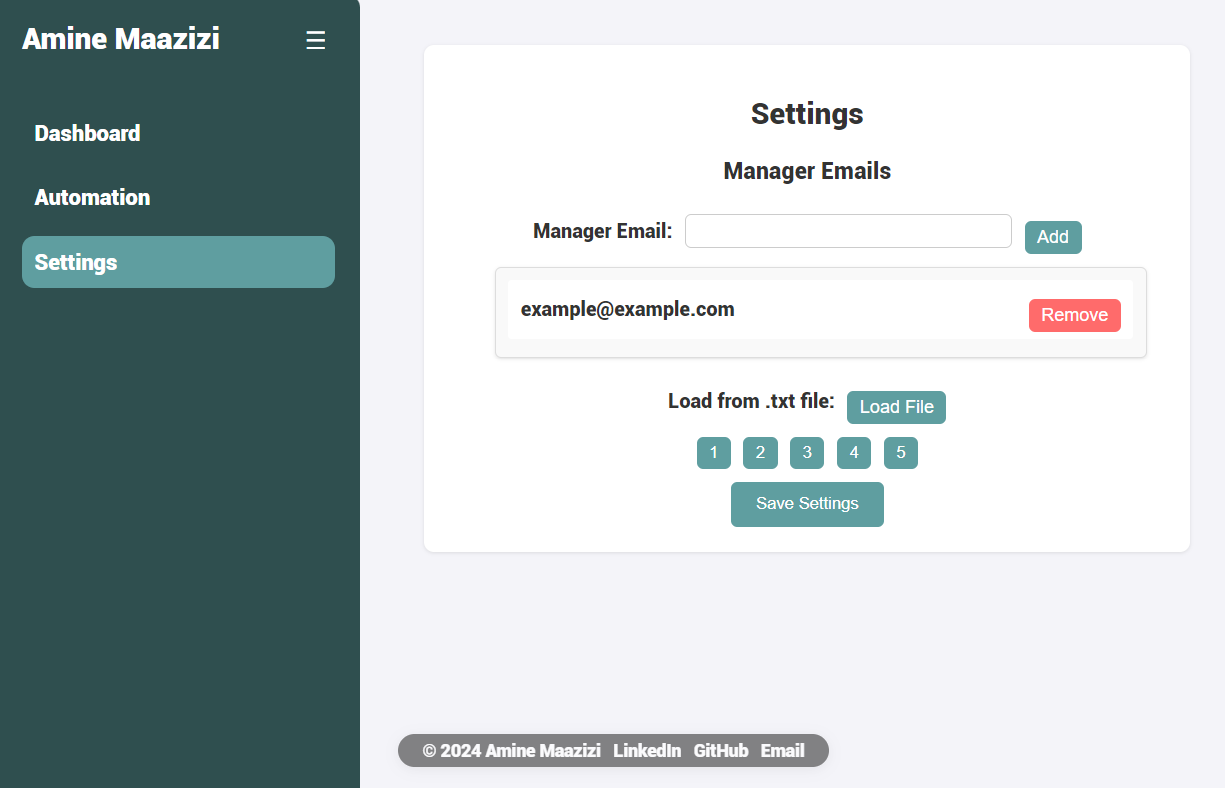 Amine Maazizi ☰
Dashboard
Automation
Settings
Settings
Manager Emails
Manager Email: Add
example@example.com Remove
Load from .txt file: Load File
1 2 3 4 5
Save Settings
© 2024 Amine Maazizi LinkedIn GitHub Email